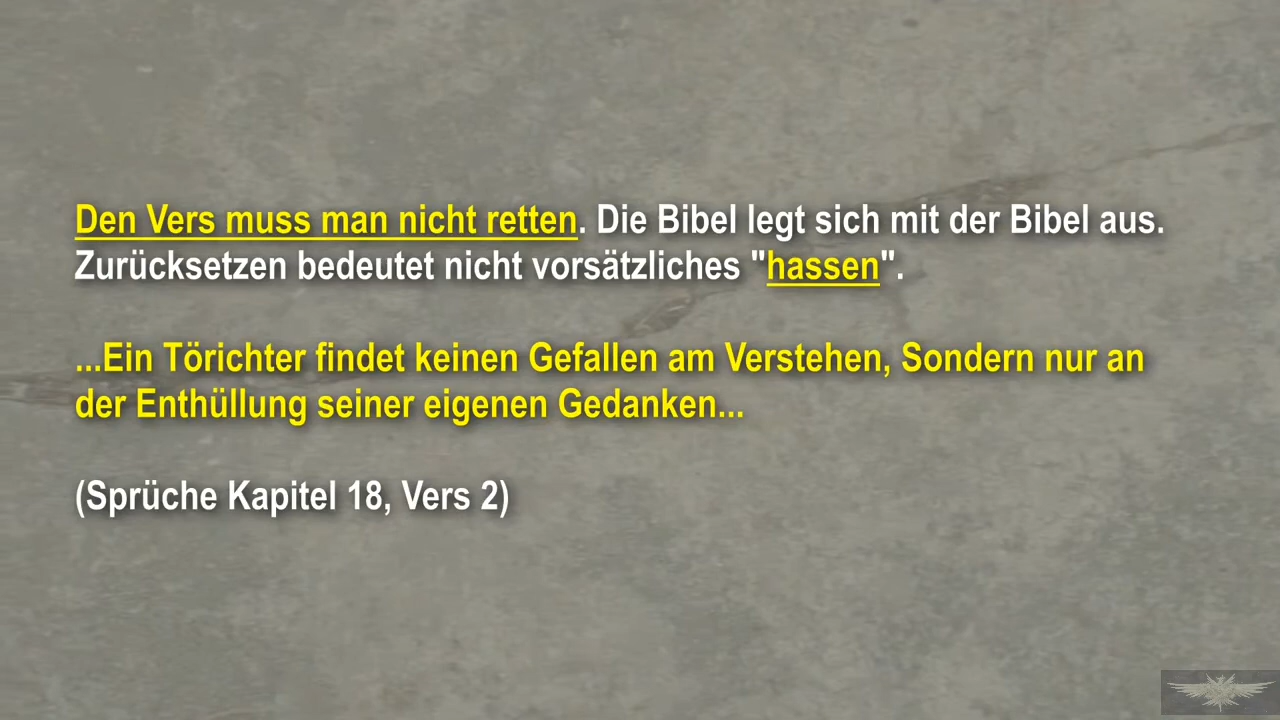 Den Vers muss man nicht retten. Die Bibel legt sich mit der Bibel aus.
Zurücksetzen bedeutet nicht vorsätzliches "hassen".
...Ein Törichter findet keinen Gefallen am Verstehen, Sondern nur an
der Enthüllung seiner eigenen Gedanken...
(Sprüche Kapitel 18, Vers 2)